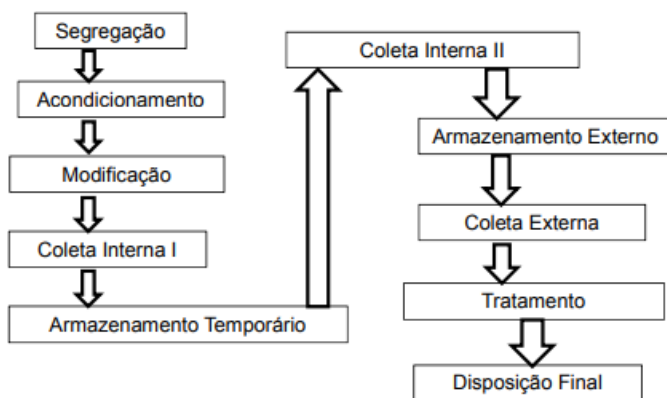 Segregação
Acondicionamento
Modificação
Coleta Interna I
Armazenamento Temporário
Coleta Interna II
Armazenamento Externo
Coleta Externa
Tratamento
Disposição Final